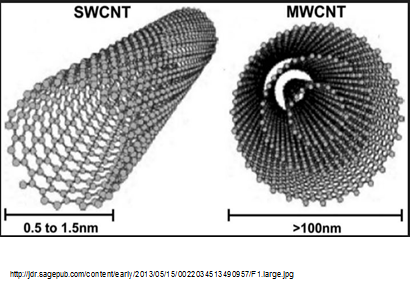 SWCNT
MWCNT
0.5 to 1.5nm
>100nm
http://jdr.sagepub.com/content/early/2013/05/15/0022034513490957/F1.large.jpg